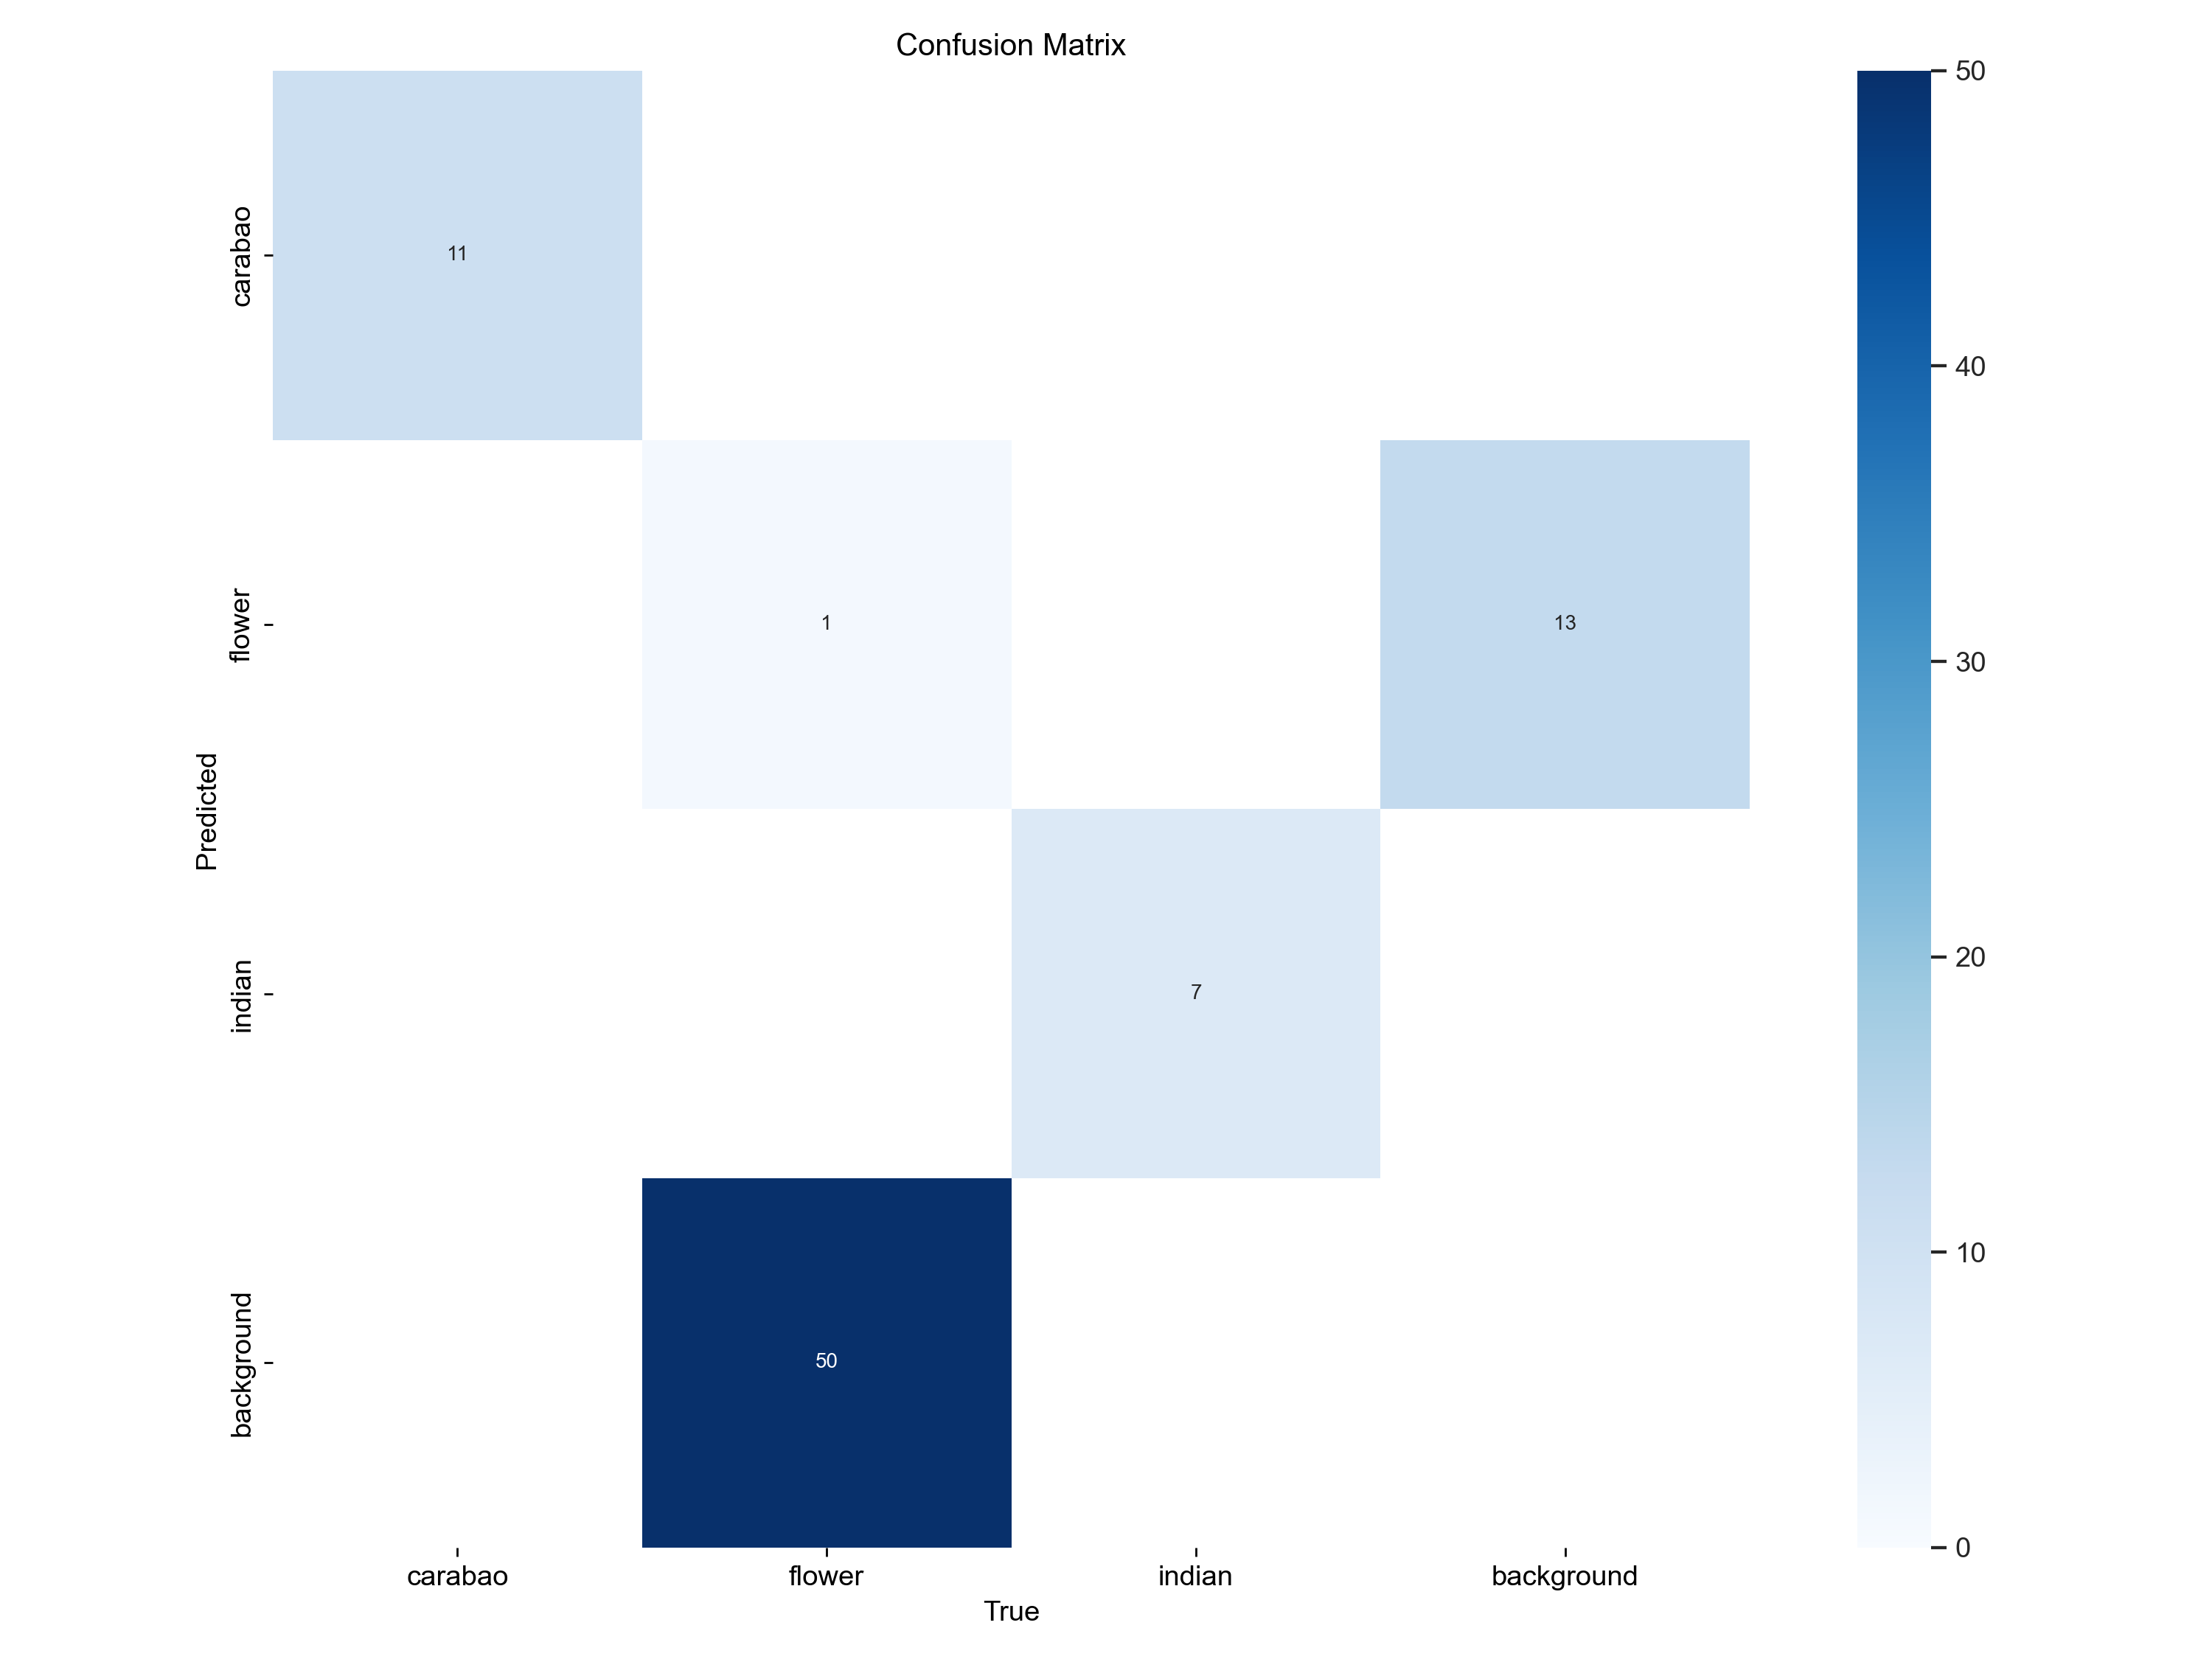 Confusion Matrix
carabao
flower
indian
background
Predicted
11
1
13
7
50
carabao
flower
indian
background
True
50
40
30
20
10
0